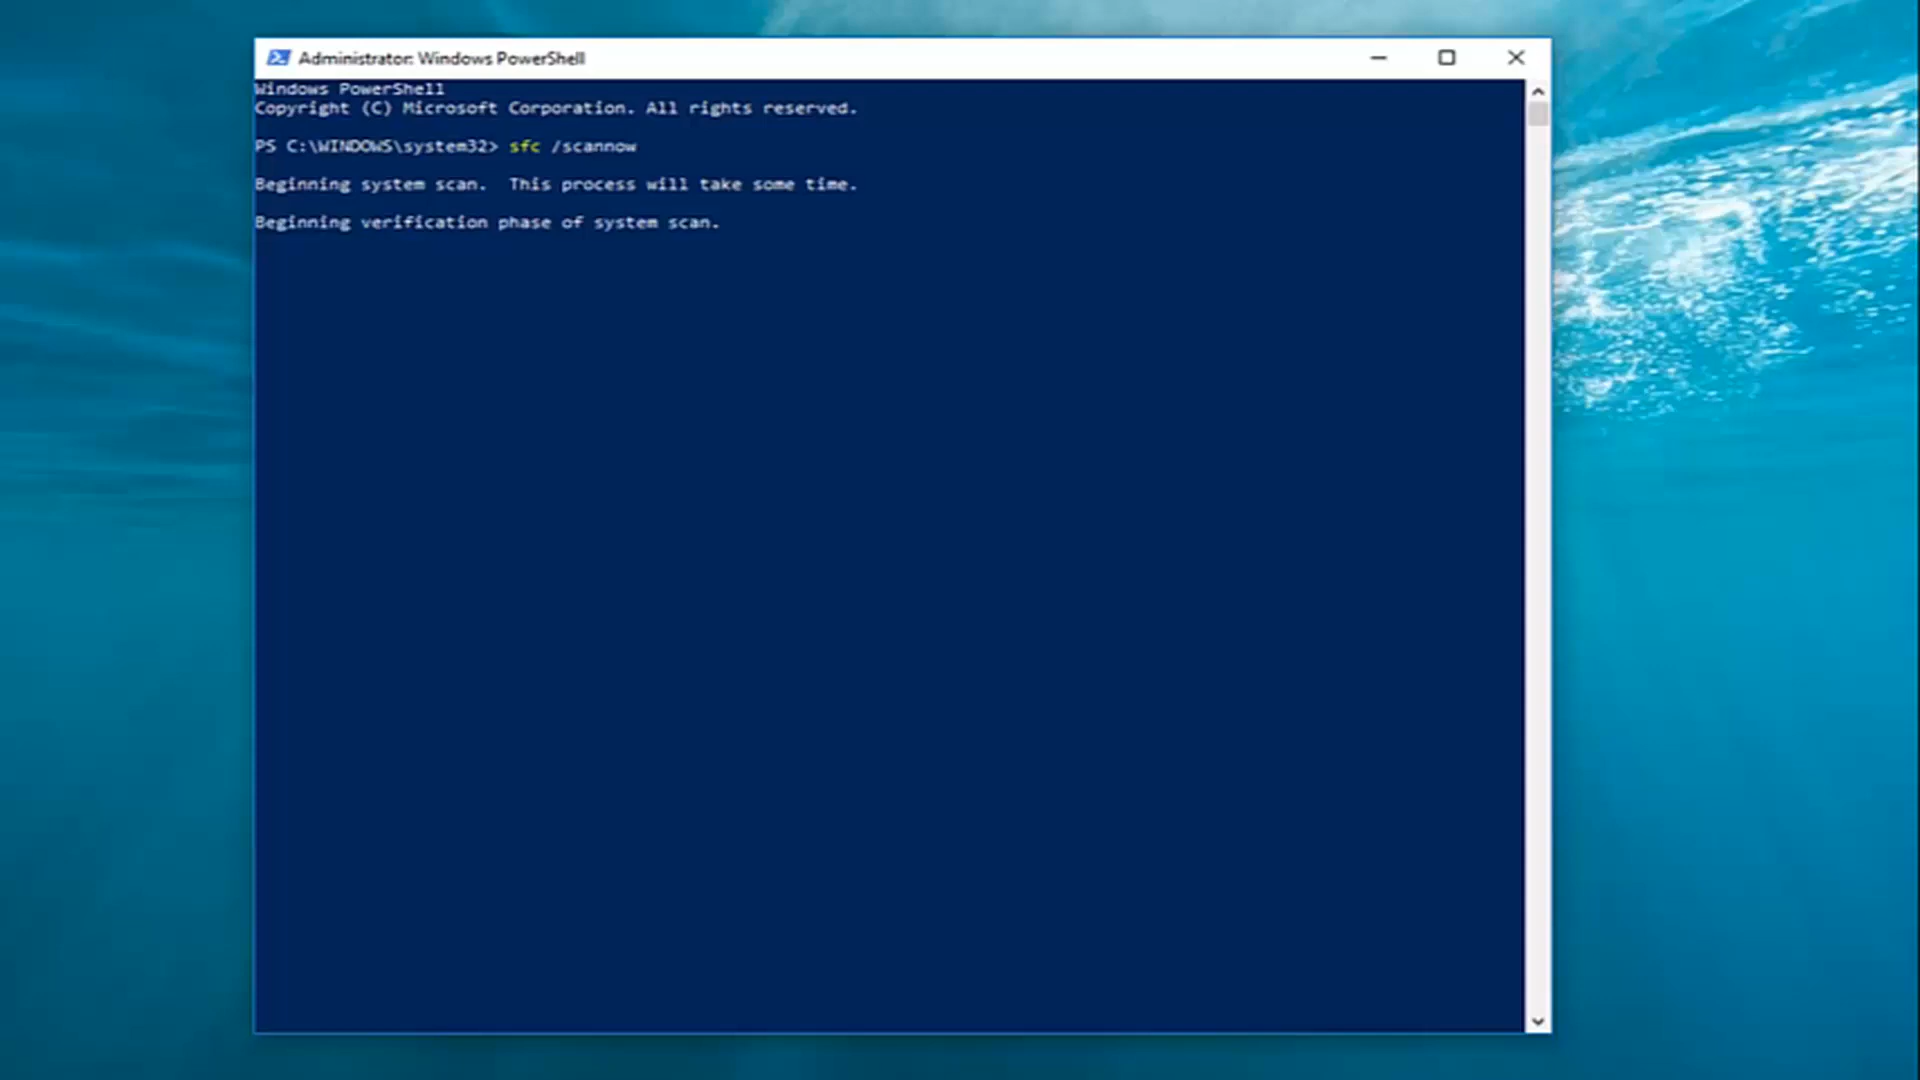 Administrator: Windows PowerShell
Windows PowerShell
Copyright (C) Microsoft Corporation. All rights reserved.
PS C:\WINDOWS\system32> sfc /scannow
Beginning system scan.  This process will take some time.
Beginning verification phase of system scan.